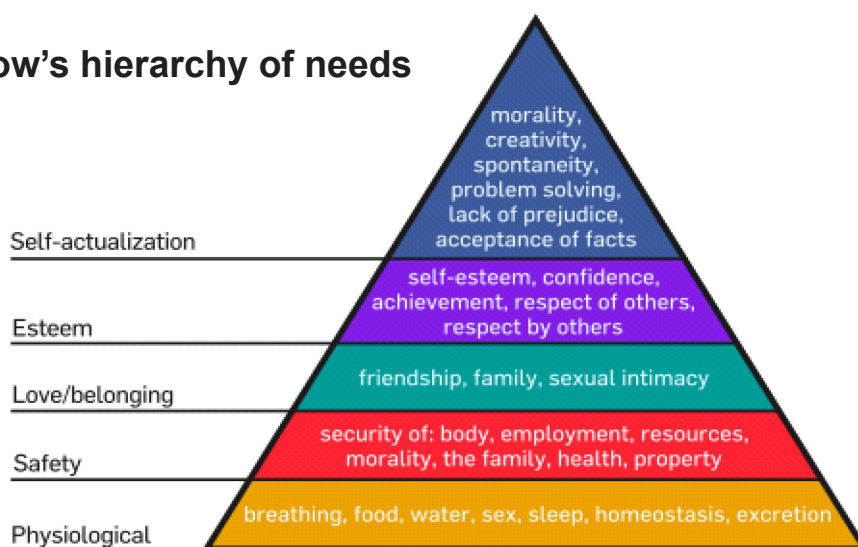 ow’s hierarchy of needs
morality,
creativity,
spontaneity,
problem solving,
lack of prejudice,
acceptance of facts
Self-actualization
self-esteem, confidence,
achievement, respect of others,
respect by others
Esteem
friendship, family, sexual intimacy
Love/belonging
security of: body, employment, resources,
morality, the family, health, property
Safety
breathing, food, water, sex, sleep, homeostasis, excretion
Physiological